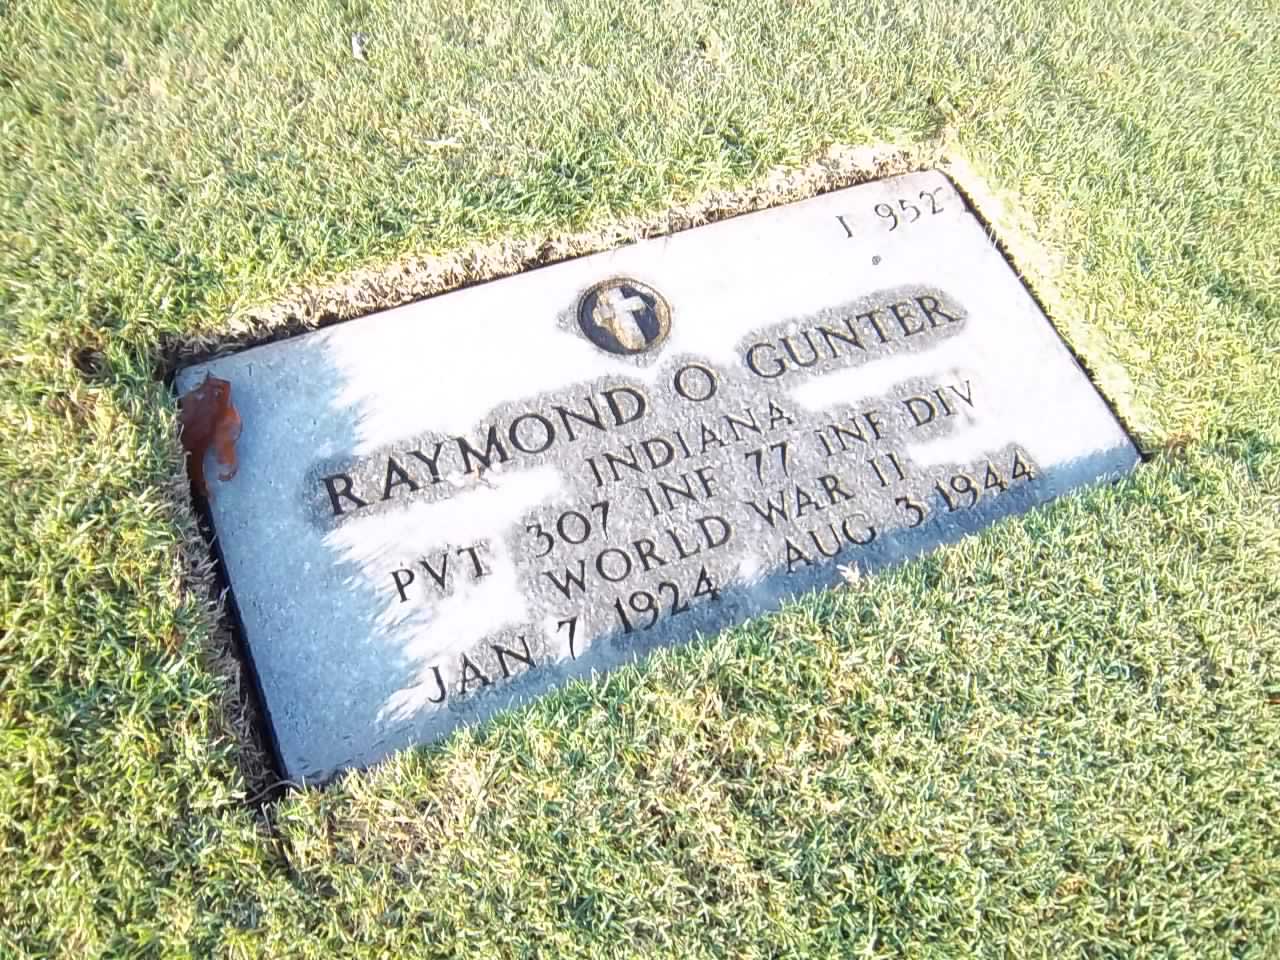 I 952
RAYMOND O GUNTER
INDIANA
PVT 307 INF 77 INF DIV
WORLD WAR II
JAN 7 1924 AUG 3 1944